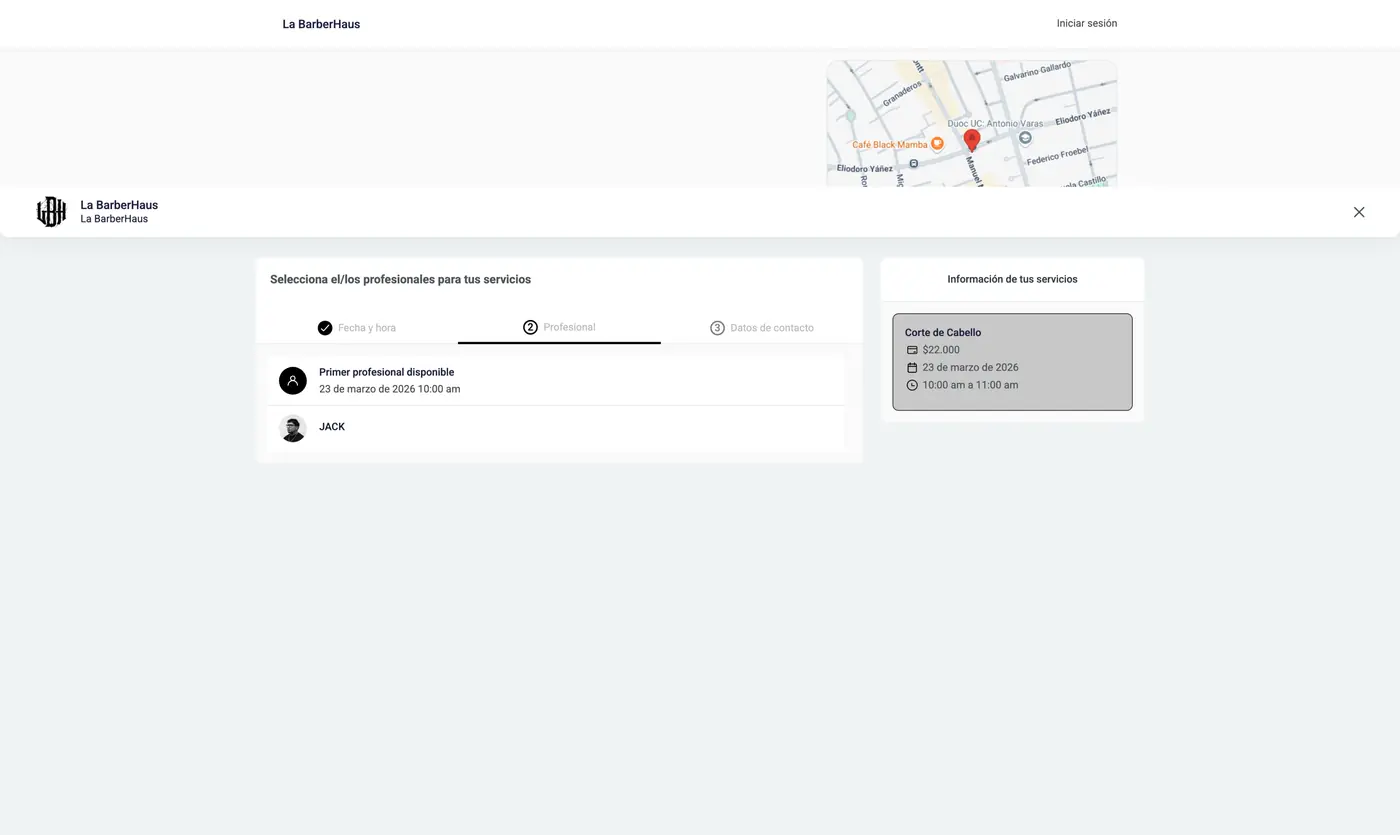 La BarberHaus
Iniciar sesión
Galvarino Gallardo
Granaderos
Duoc UC: Antonio Varas
Eliodoro Yáñez
Café Black Mamba
Federico Froebel
Eliodoro Yáñez
Manuel
Castillo
La BarberHaus
La BarberHaus
Selecciona el/los profesionales para tus servicios
Información de tus servicios
Fecha y hora
2 Profesional
3 Datos de contacto
Corte de Cabello
$22.000
23 de marzo de 2026
10:00 am a 11:00 am
Primer profesional disponible
23 de marzo de 2026 10:00 am
JACK